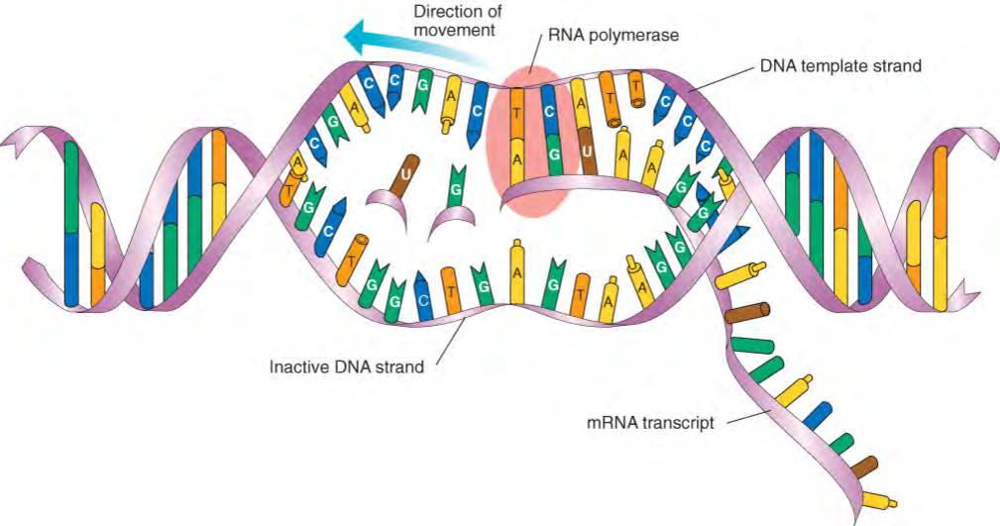 Direction of
movement
RNA polymerase
DNA template strand
A C G A C C G A C T C A T T C C C
U G
A G U A A G G
T G C T G G C T G A G T A A G G
Inactive DNA strand
mRNA transcript